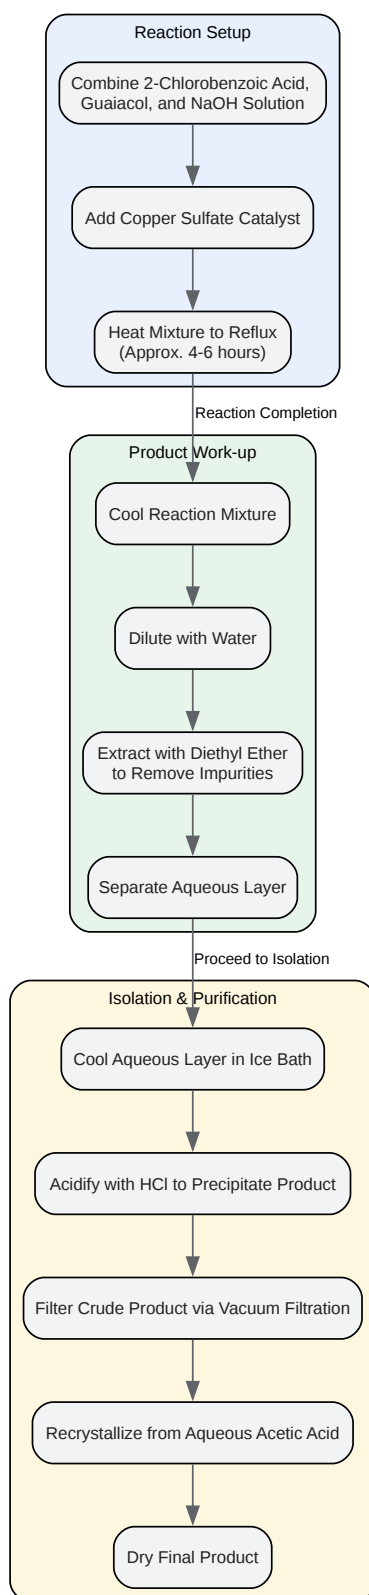 Reaction Setup
Combine 2-Chlorobenzoic Acid,
Guaiacol, and NaOH Solution
Add Copper Sulfate Catalyst
Heat Mixture to Reflux
(Approx. 4-6 hours)
Reaction Completion
Product Work-up
Cool Reaction Mixture
Dilute with Water
Extract with Diethyl Ether
to Remove Impurities
Separate Aqueous Layer
Proceed to Isolation
Isolation & Purification
Cool Aqueous Layer in Ice Bath
Acidify with HCl to Precipitate Product
Filter Crude Product via Vacuum Filtration
Recrystallize from Aqueous Acetic Acid
Dry Final Product